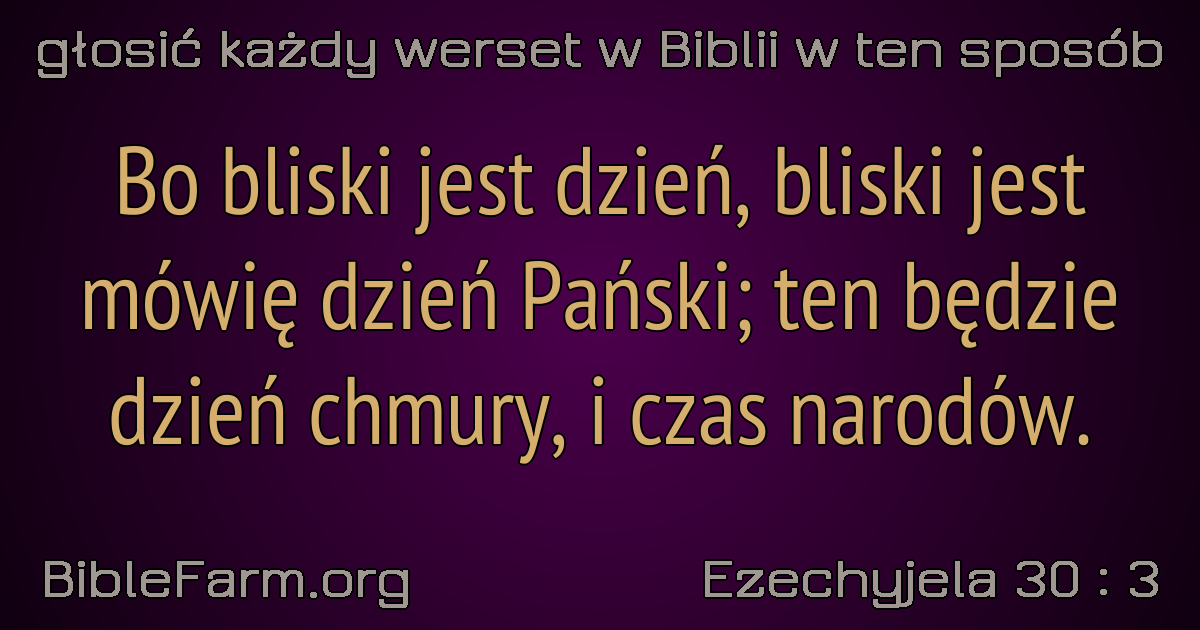 głosić każdy werset w Biblii w ten sposób
Bo bliski jest dzień, bliski jest
mówię dzień Pański; ten będzie
dzień chmury, i czas narodów.
BibleFarm.org
Ezechyjela 30 : 3